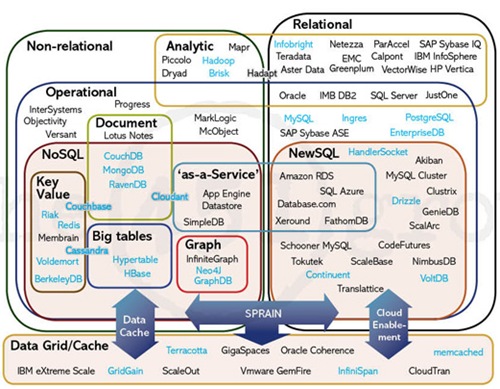 Relational
Non-relational
Analytic
Mapr
Piccolo
Hadoop
Dryad
Brisk
Hadapt
Infobright
Netezza
ParAccel
SAP Sybase IQ
Teradata
EMC
Calpont
IBM InfoSphere
Aster Data
Greenplum
VectorWise
HP Vertica
Operational
Oracle
IMB DB2
SQL Server
JustOne
InterSystems
Progress
Objectivity
Versant
Document
Lotus Notes
MarkLogic
McObject
MySQL
Ingres
PostgreSQL
SAP Sybase ASE
EnterpriseDB
NoSQL
CouchDB
MongoDB
RavenDB
'as-a-Service'
NewSQL
HandlerSocket
Akiban
Amazon RDS
MySQL Cluster
SQL Azure
Clustrix
Database.com
Drizzle
GenieDB
Xeround
FathomDB
ScalArc
Key
Value
Couchbase
Cloudant
App Engine
Datastore
SimpleDB
Riak
Redis
Membrain
Cassandra
Voldemort
BerkeleyDB
Big tables
Hypertable
HBase
Graph
InfiniteGraph
Neo4J
GraphDB
Schooner MySQL
CodeFutures
Tokutek
ScaleBase
NimbusDB
Continuent
VoltDB
Translattice
Data
Cache
SPRAIN
Cloud
Enable-
ment
Data Grid/Cache
Terracotta
GigaSpaces
Oracle Coherence
memcached
IBM eXtreme Scale
GridGain
ScaleOut
Vmware GemFire
InfiniSpan
CloudTran